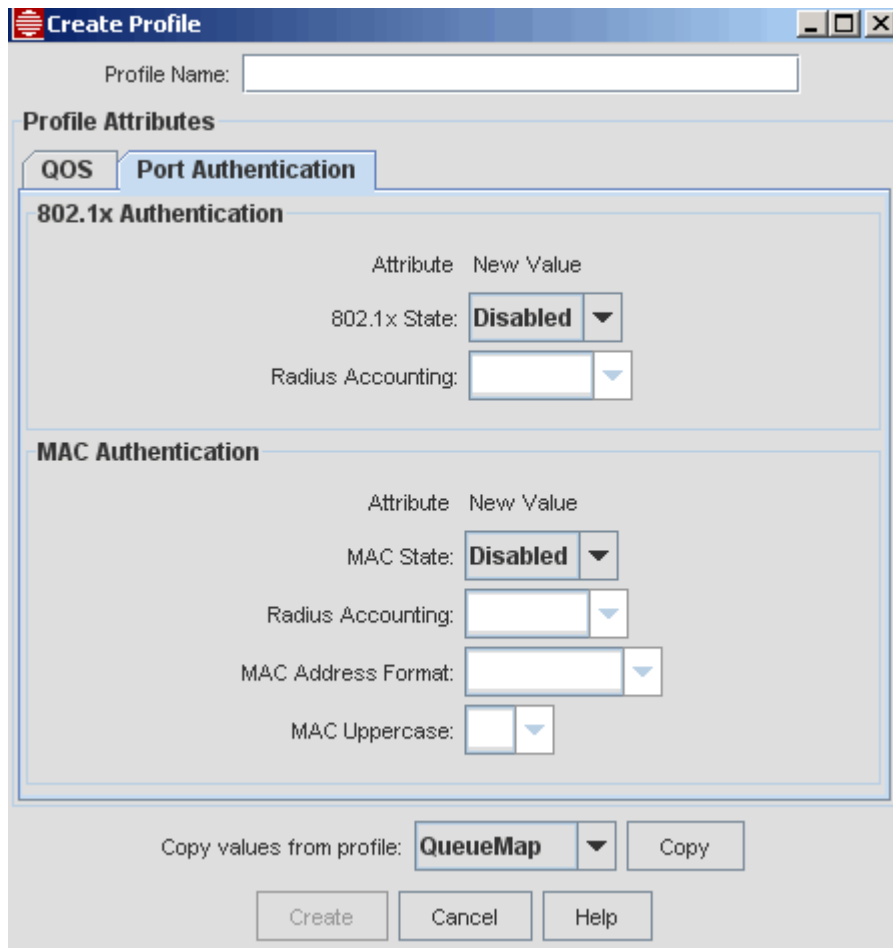 Create Profile
Profile Name:
Profile Attributes
QOS Port Authentication
802.1x Authentication
Attribute New Value
802.1x State: Disabled
Radius Accounting:
MAC Authentication
Attribute New Value
MAC State: Disabled
Radius Accounting:
MAC Address Format:
MAC Uppercase:
Copy values from profile: QueueMap Copy
Create Cancel Help